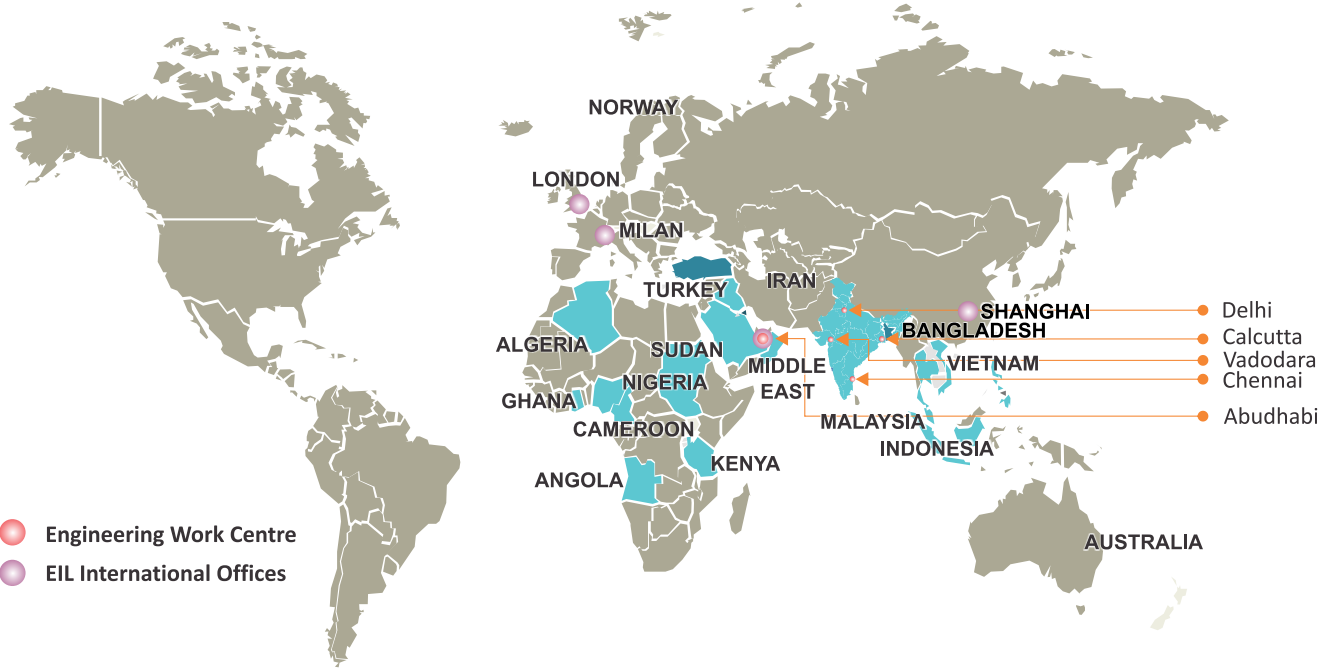 NORWAY
LONDON
MILAN
TURKEY
IRAN
SHANGHAI
BANGLADESH
ALGERIA
SUDAN
MIDDLE
EAST
VIETNAM
NIGERIA
GHANA
CAMEROON
MALAYSIA
INDONESIA
KENYA
ANGOLA
AUSTRALIA
Delhi
Calcutta
Vadodara
Chennai
Abudhabi
Engineering Work Centre
EIL International Offices